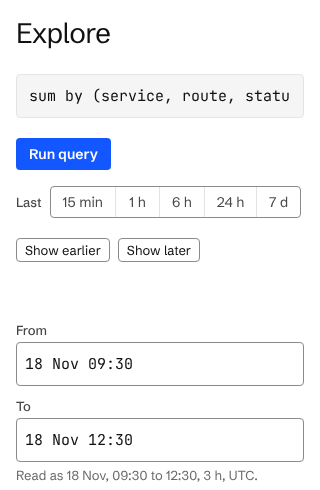 Explore
sum by (service, route, statu
Run query
Last 15 min 1 h 6 h 24 h 7 d
Show earlier Show later
From
18 Nov 09:30
To
18 Nov 12:30
Read as 18 Nov, 09:30 to 12:30, 3 h, UTC.